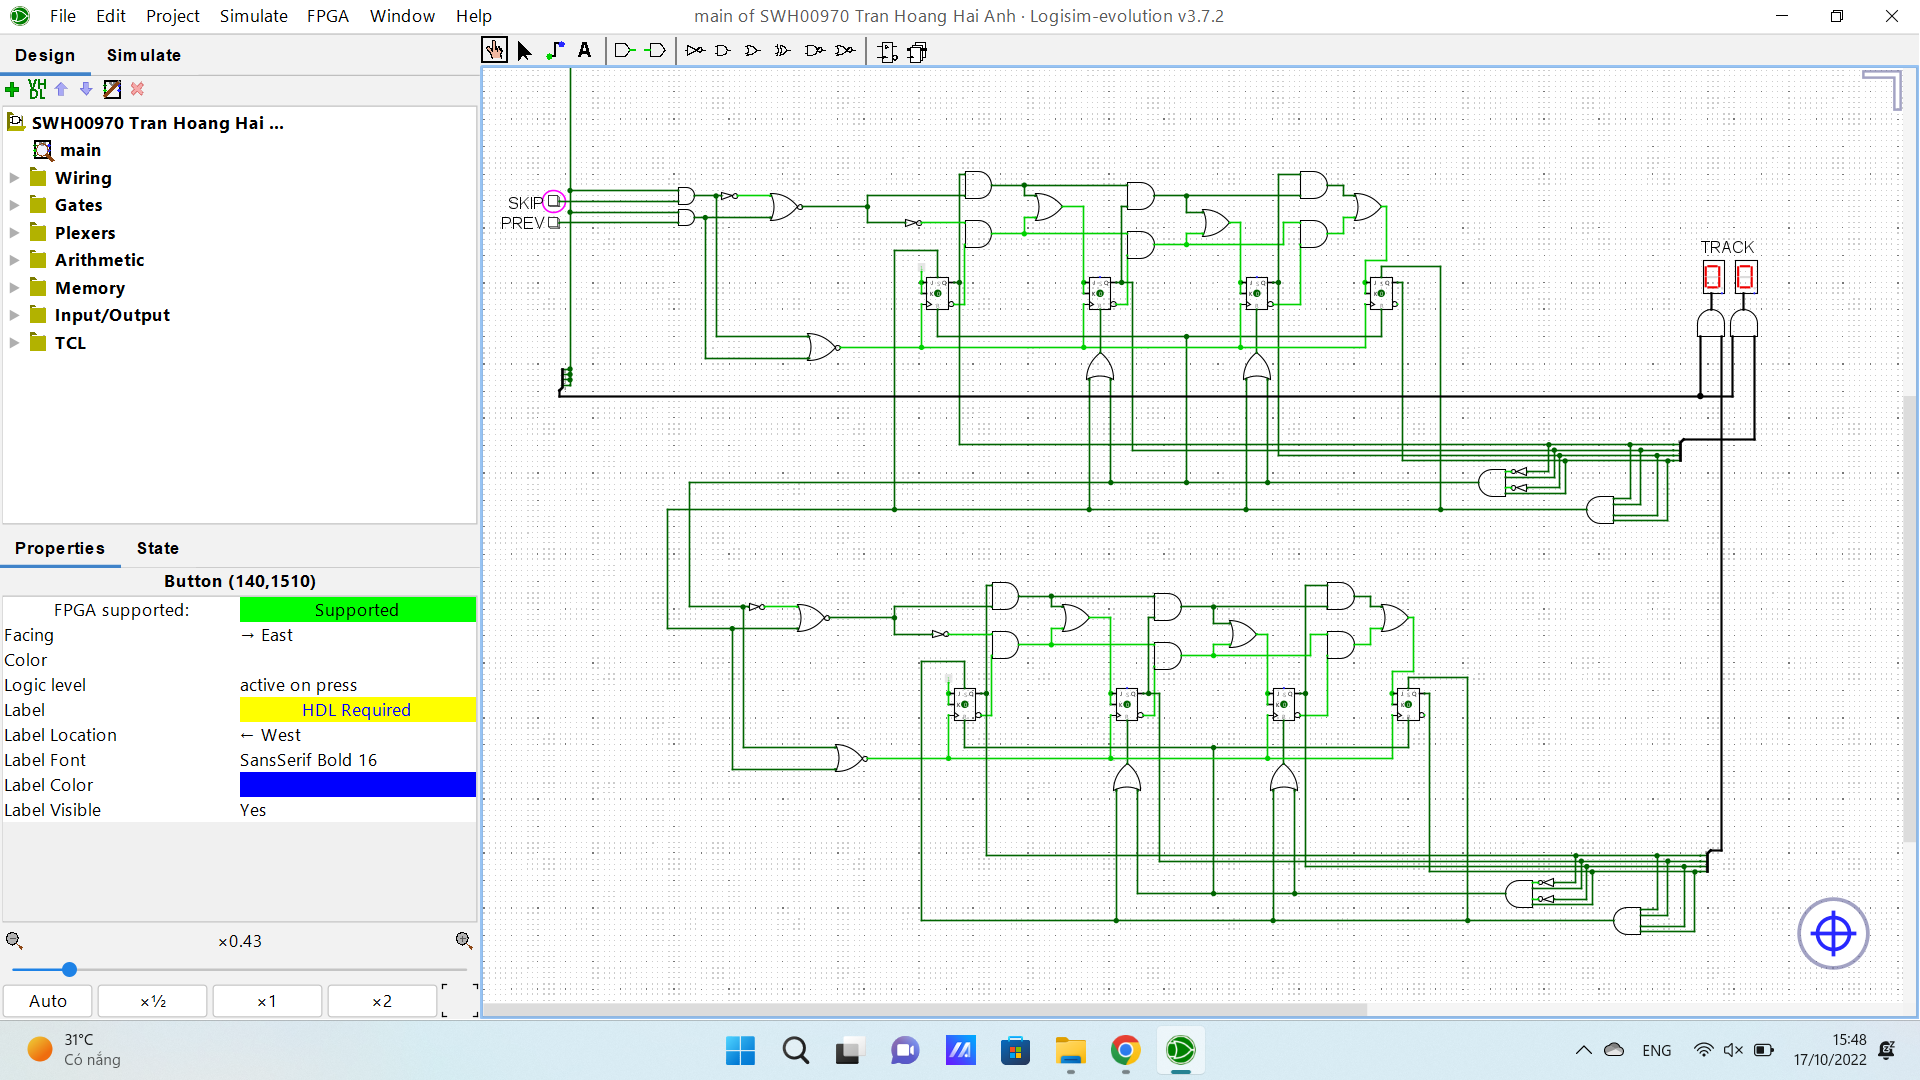 File Edit Project Simulate FPGA Window Help
main of SWH00970 Tran Hoang Hai Anh · Logisim-evolution v3.7.2
Design Simulate
VH
DL
A
SWH00970 Tran Hoang Hai ...
main
Wiring
Gates
Plexers
Arithmetic
Memory
Input/Output
TCL
SKIP
PREV
TRACK
0 0
Properties State
Button (140,1510)
FPGA supported: Supported
Facing → East
Color
Logic level active on press
Label HDL Required
Label Location ← West
Label Font SansSerif Bold 16
Label Color
Label Visible Yes
×0.43
Auto ×½ ×1 ×2
31°C
Có nắng
ENG
15:48
17/10/2022